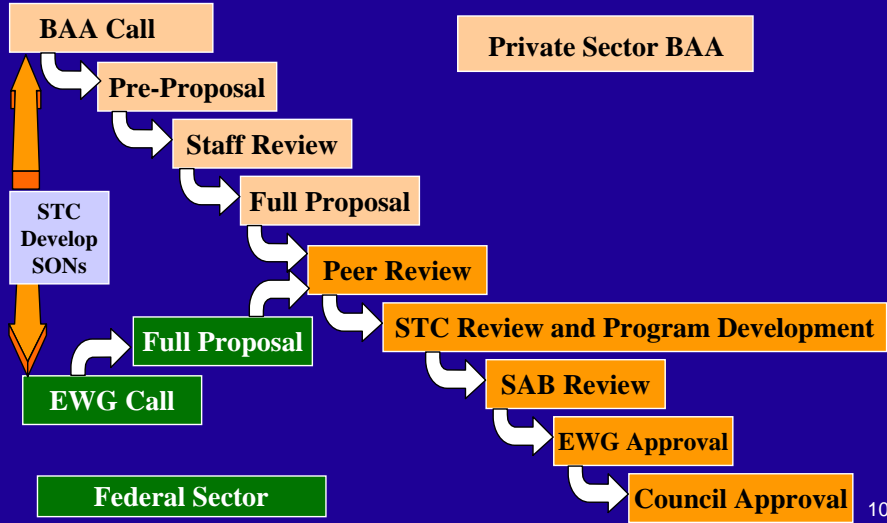 BAA Call
Private Sector BAA
Pre-Proposal
Staff Review
Full Proposal
STC
Develop
SONs
Peer Review
Full Proposal
STC Review and Program Development
EWG Call
SAB Review
EWG Approval
Federal Sector
Council Approval
10